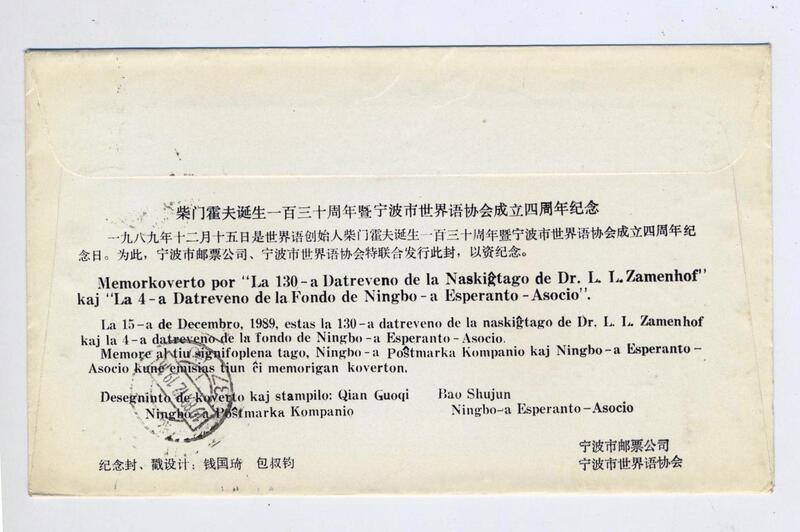 柴门霍夫诞生一百三十周年暨宁波市世界语协会成立四周年纪念
一九八九年十二月十五日是世界语创始人柴门霍夫诞生一百三十周年暨宁波市世界语协会成立四周年纪
念日。为此，宁波市邮票公司、宁波市世界语协会特联合发行此封，以资纪念。
Memorkoverto por "La 130-a Datreveno de la Naskiĝtago de Dr. L. L. Zamenhof"
kaj "La 4-a Datreveno de la Fondo de Ningbo-a Esperanto-Asocio".
La 15-a de Decembro, 1989, estas la 130-a datreveno de la naskiĝtago de Dr. L. L. Zamenhof
kaj la 4-a datreveno de la fondo de Ningbo-a Esperanto-Asocio.
Memore al tiu signifoplena tago, Ningbo-a Poŝtmarka Kompanio kaj Ningbo-a Esperanto-
Asocio kune emisias tiun ĉi memorigan koverton.
Desegninto de koverto kaj stampilo: Qian Guoqi Bao Shujun
Ningbo-a Poŝtmarka Kompanio Ningbo-a Esperanto-Asocio
宁波市邮票公司
纪念封、戳设计：钱国琦 包叔钧 宁波市世界语协会